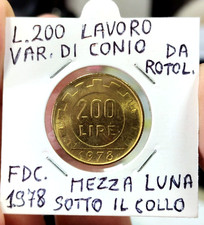 L.200 LAVORO
VAR. DI CONIO DA
ROTOL.
200
LIRE
1978
FDC.
1978 MEZZA LUNA
SOTTO IL COLLO